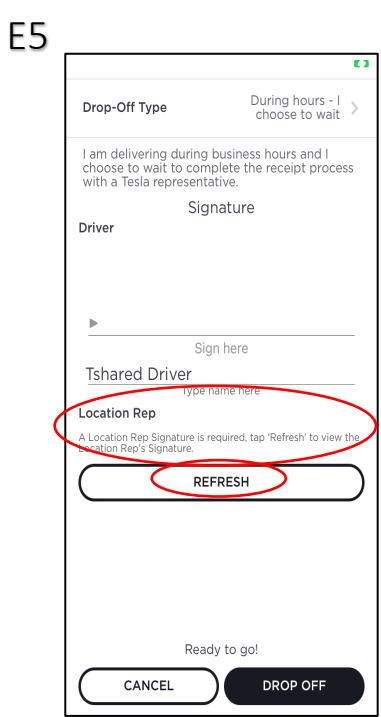 E5
Drop-Off Type
During hours - I
choose to wait
I am delivering during business hours and I
choose to wait to complete the receipt process
with a Tesla representative.
Signature
Driver
Sign here
Tshared Driver
Type name here
Location Rep
A Location Rep Signature is required, tap 'Refresh' to view the
Location Rep's Signature.
REFRESH
Ready to go!
CANCEL
DROP OFF